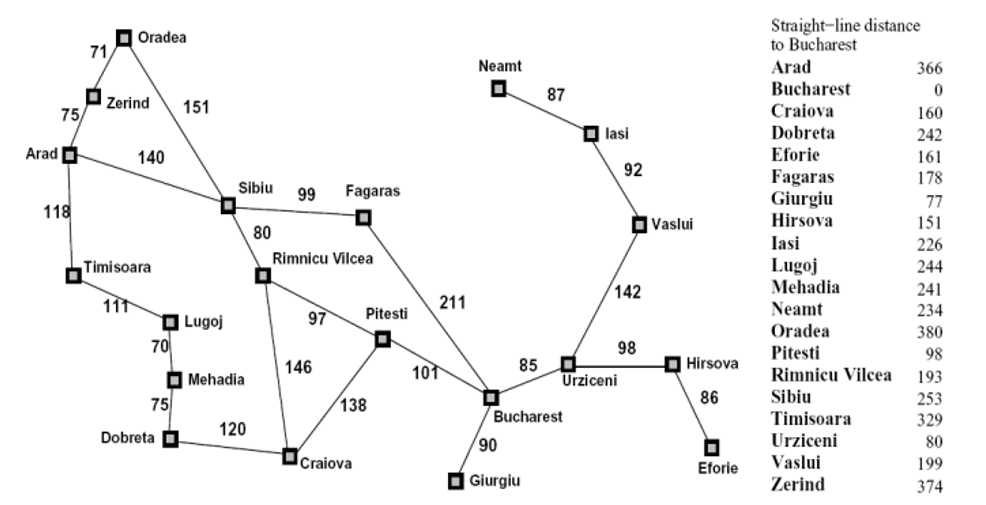 Oradea
71
Zerind
75
151
Arad
140
118
Sibiu
99
Fagaras
80
Rimnicu Vilcea
Timisoara
111
Lugoj
70
Mehadia
75
Dobreta
120
Craiova
146
97
Pitesti
138
101
211
Bucharest
90
Giurgiu
85
Urziceni
98
Hirsova
86
Eforie
142
Vaslui
92
Iasi
87
Neamt
Straight-line distance
to Bucharest
Arad 366
Bucharest 0
Craiova 160
Dobreta 242
Eforie 161
Fagaras 178
Giurgiu 77
Hirsova 151
Iasi 226
Lugoj 244
Mehadia 241
Neamt 234
Oradea 380
Pitesti 98
Rimnicu Vilcea 193
Sibiu 253
Timisoara 329
Urziceni 80
Vaslui 199
Zerind 374